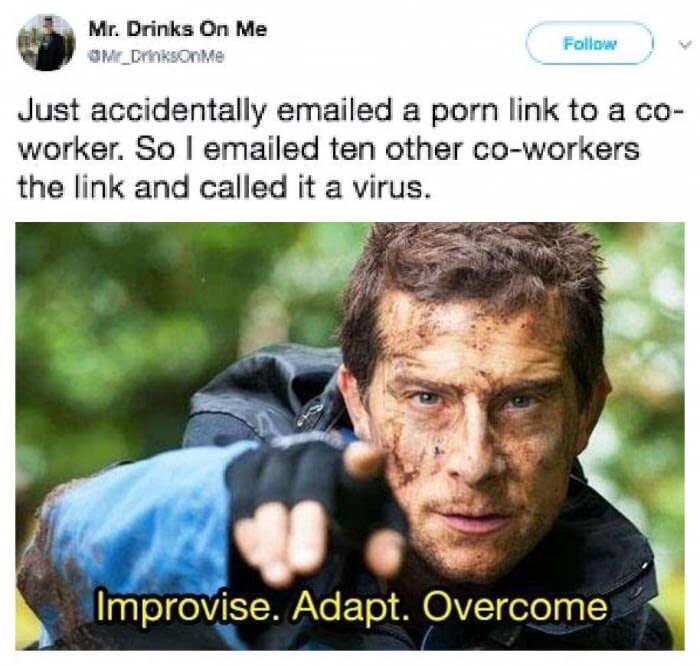 Mr. Drinks On Me
@Mr_DrinksOnMe
Follow
Just accidentally emailed a porn link to a co-
worker. So I emailed ten other co-workers
the link and called it a virus.
Improvise. Adapt. Overcome